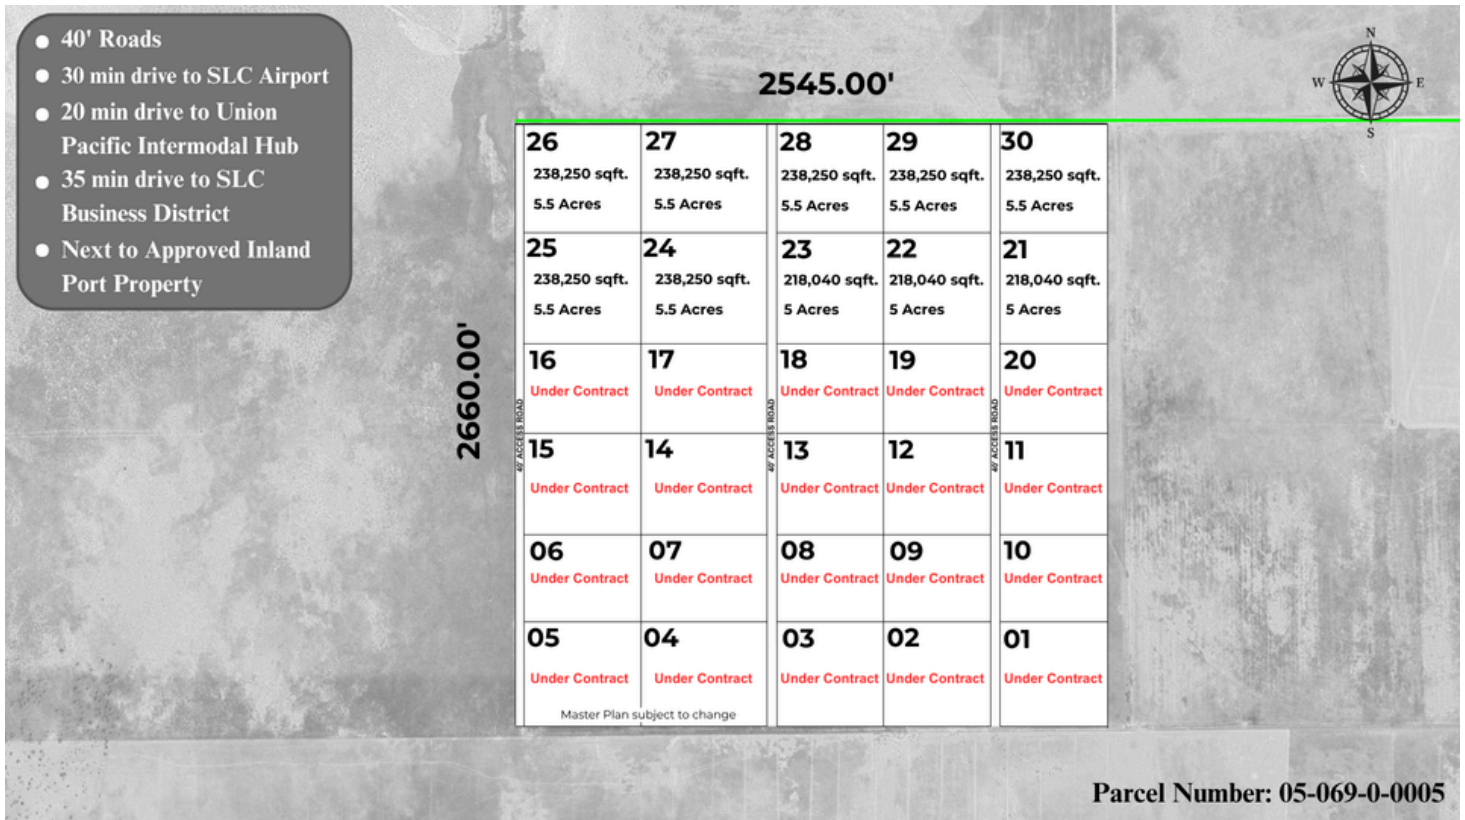 40' Roads
30 min drive to SLC Airport
20 min drive to Union
Pacific Intermodal Hub
35 min drive to SLC
Business District
Next to Approved Inland
Port Property
2545.00'
N
W
E
S
2660.00'
26
27
28
29
30
238,250 sqft.
238,250 sqft.
238,250 sqft.
238,250 sqft.
238,250 sqft.
5.5 Acres
5.5 Acres
5.5 Acres
5.5 Acres
5.5 Acres
25
24
23
22
21
238,250 sqft.
238,250 sqft.
218,040 sqft.
218,040 sqft.
218,040 sqft.
5.5 Acres
5.5 Acres
5 Acres
5 Acres
5 Acres
16
17
18
19
20
Under Contract
Under Contract
Under Contract
Under Contract
Under Contract
40' ACCESS ROAD
40' ACCESS ROAD
40' ACCESS ROAD
15
14
13
12
11
Under Contract
Under Contract
Under Contract
Under Contract
Under Contract
06
07
08
09
10
Under Contract
Under Contract
Under Contract
Under Contract
Under Contract
05
04
03
02
01
Under Contract
Under Contract
Under Contract
Under Contract
Under Contract
Master Plan subject to change
Parcel Number: 05-069-0-0005